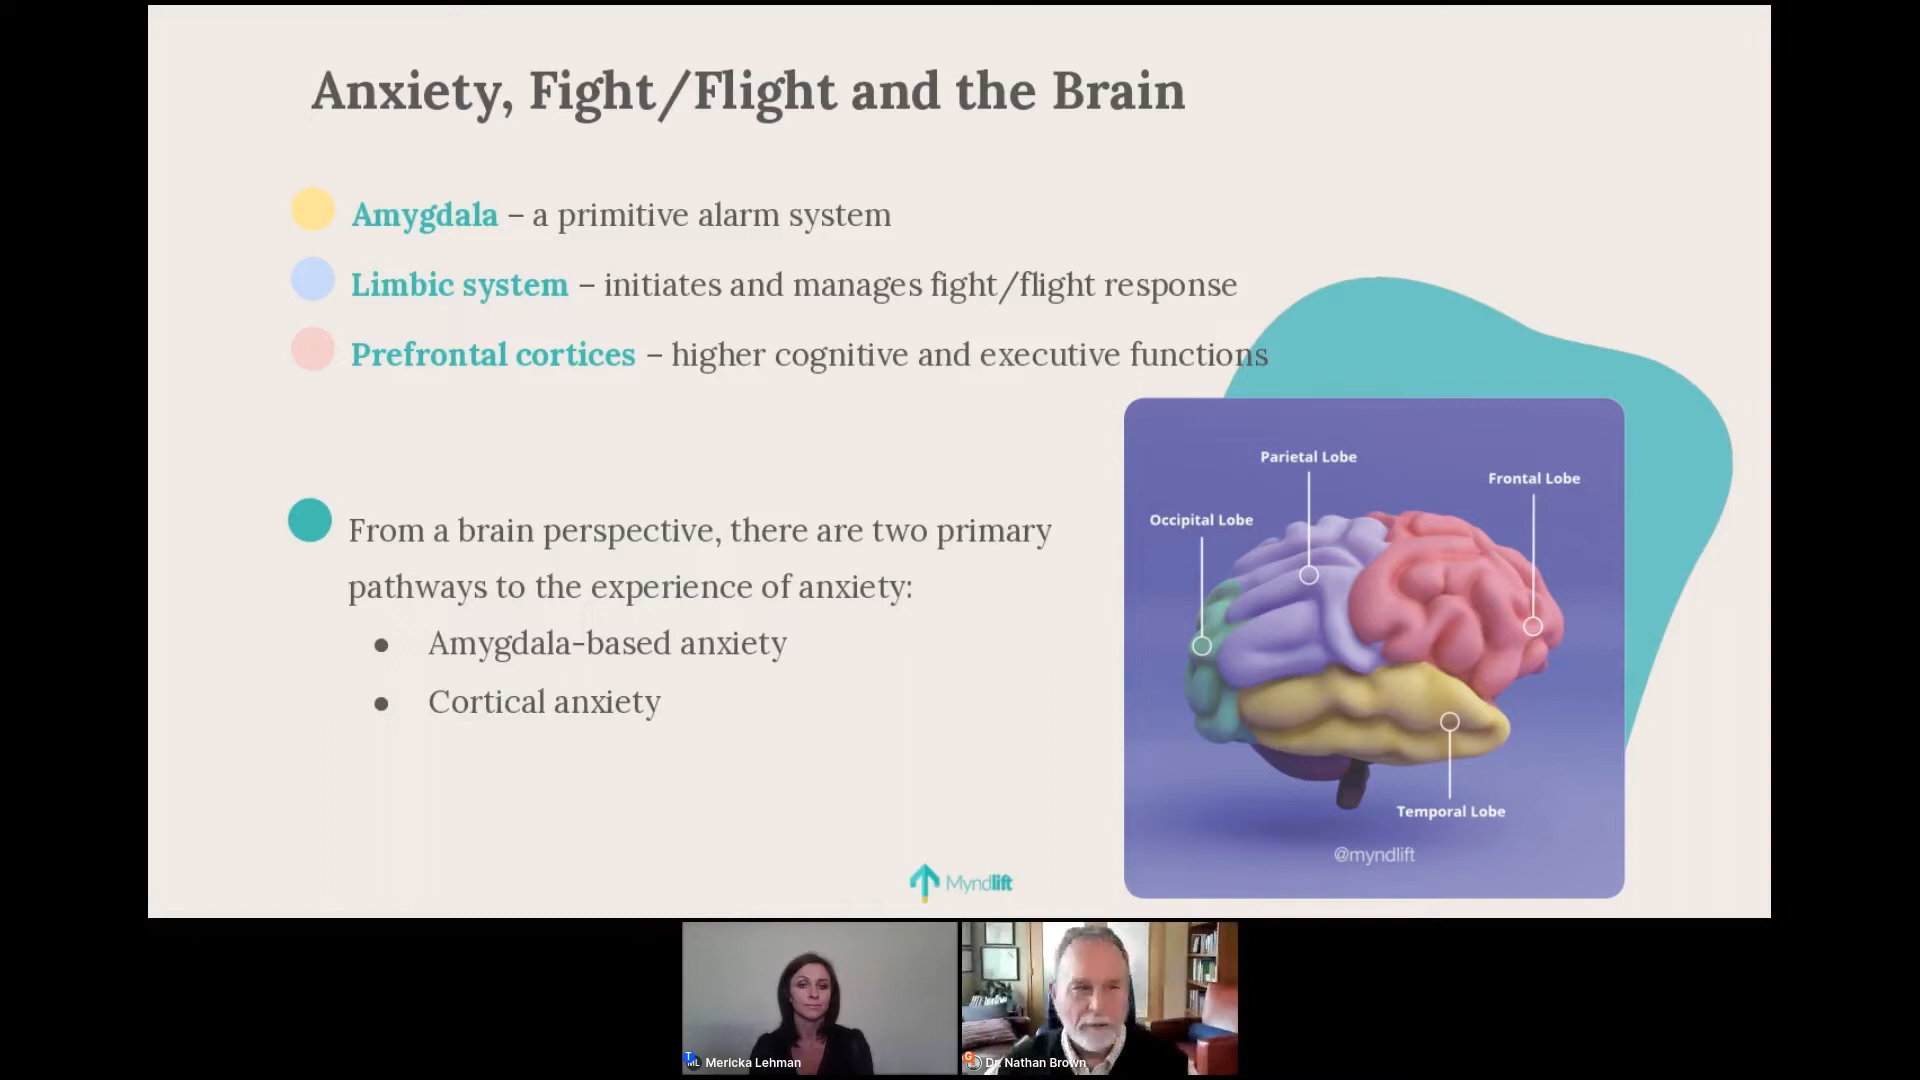 Anxiety, Fight/Flight and the Brain
Amygdala – a primitive alarm system
Limbic system – initiates and manages fight/flight response
Prefrontal cortices – higher cognitive and executive functions
From a brain perspective, there are two primary
pathways to the experience of anxiety:
● Amygdala-based anxiety
● Cortical anxiety
Parietal Lobe
Frontal Lobe
Occipital Lobe
Temporal Lobe
@myndlift
Myndlift
T
ML
Mericka Lehman
G
Dr. Nathan Brown